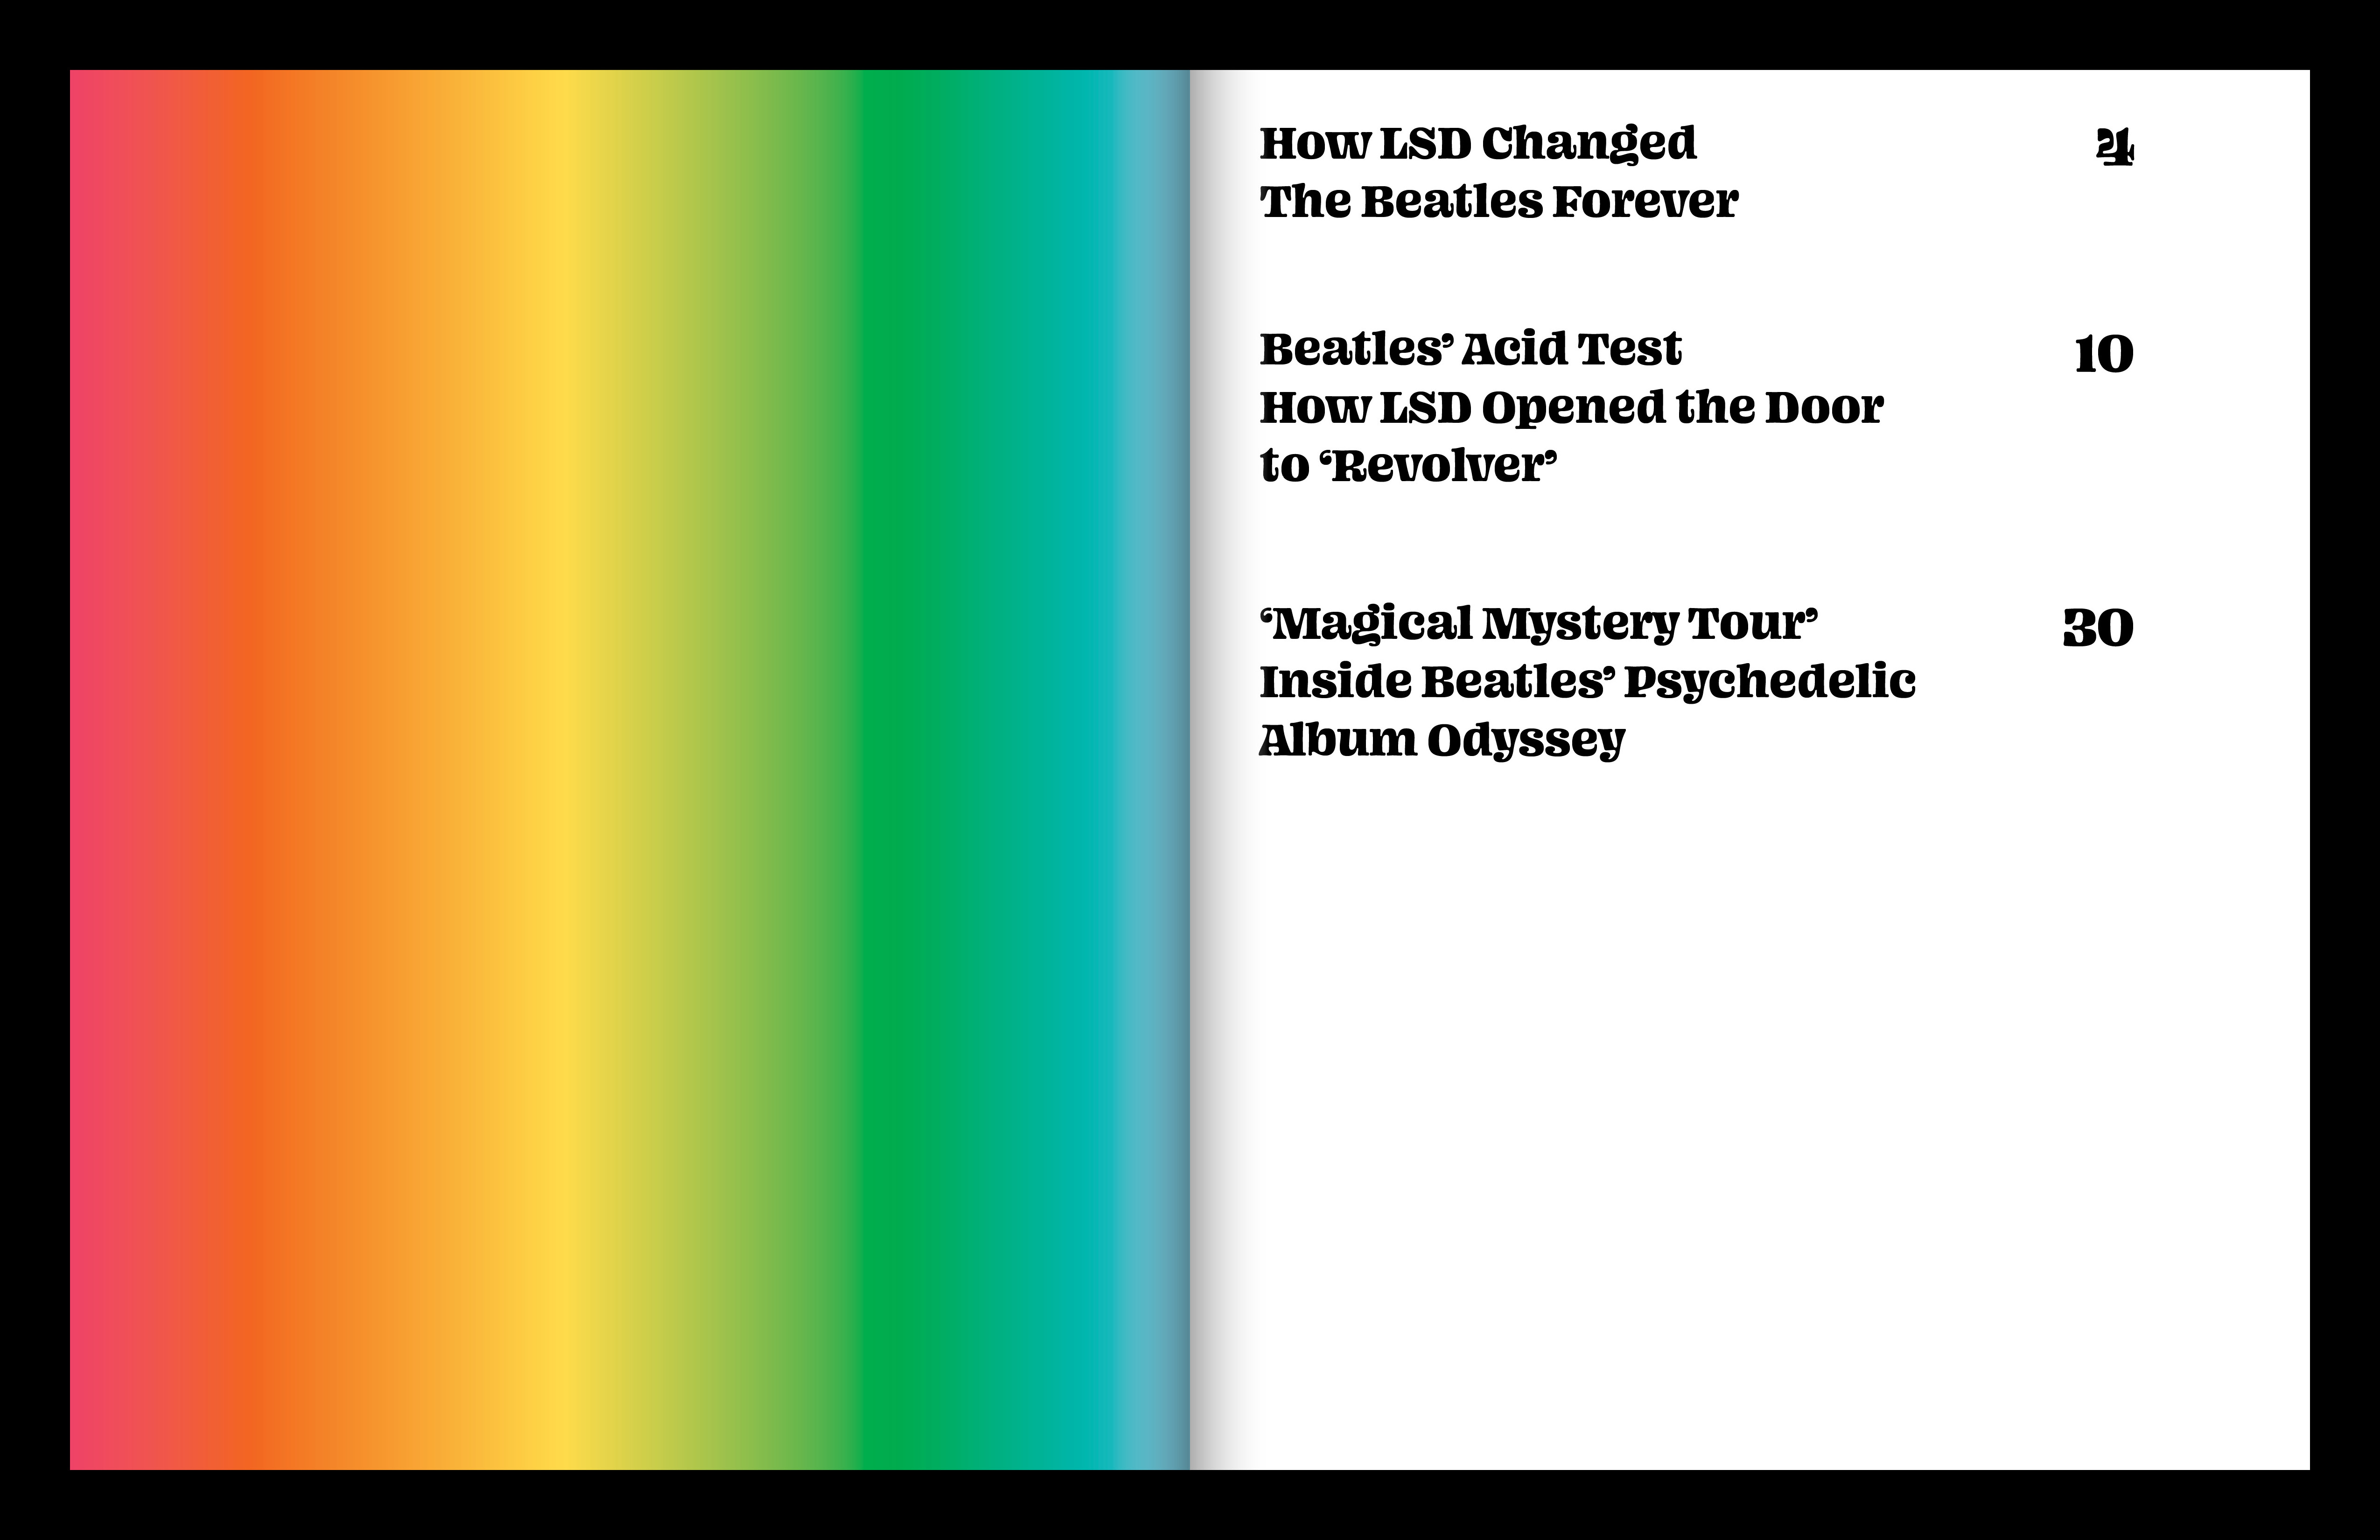 How LSD Changed 4
The Beatles Forever
Beatles’ Acid Test 10
How LSD Opened the Door
to ‘Revolver’
‘Magical Mystery Tour’ 30
Inside Beatles’ Psychedelic
Album Odyssey